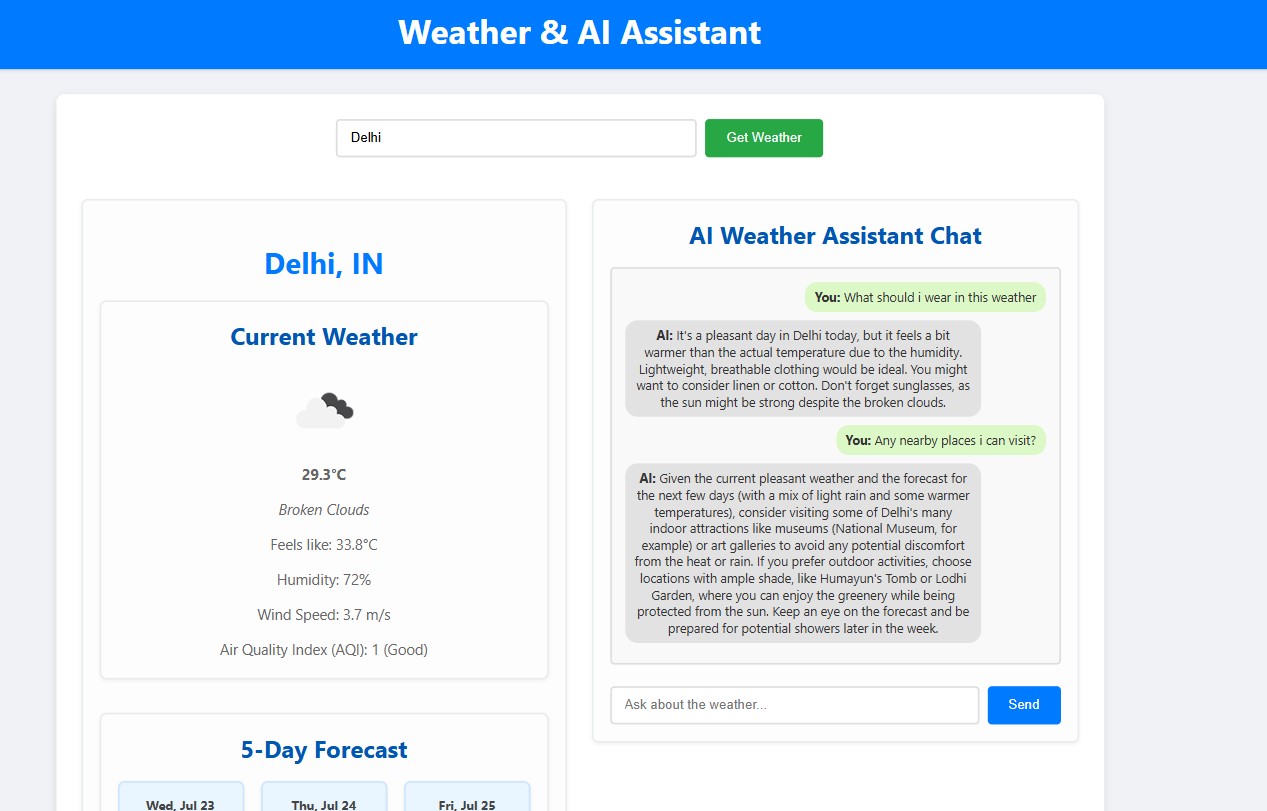 Weather & AI Assistant
Delhi
Get Weather
Delhi, IN
Current Weather
29.3°C
Broken Clouds
Feels like: 33.8°C
Humidity: 72%
Wind Speed: 3.7 m/s
Air Quality Index (AQI): 1 (Good)
5-Day Forecast
Wed, Jul 23
Thu, Jul 24
Fri, Jul 25
AI Weather Assistant Chat
You: What should i wear in this weather
AI: It's a pleasant day in Delhi today, but it feels a bit
warmer than the actual temperature due to the humidity.
Lightweight, breathable clothing would be ideal. You might
want to consider linen or cotton. Don't forget sunglasses, as
the sun might be strong despite the broken clouds.
You: Any nearby places i can visit?
AI: Given the current pleasant weather and the forecast for
the next few days (with a mix of light rain and some warmer
temperatures), consider visiting some of Delhi's many
indoor attractions like museums (National Museum, for
example) or art galleries to avoid any potential discomfort
from the heat or rain. If you prefer outdoor activities, choose
locations with ample shade, like Humayun's Tomb or Lodhi
Garden, where you can enjoy the greenery while being
protected from the sun. Keep an eye on the forecast and be
prepared for potential showers later in the week.
Ask about the weather...
Send